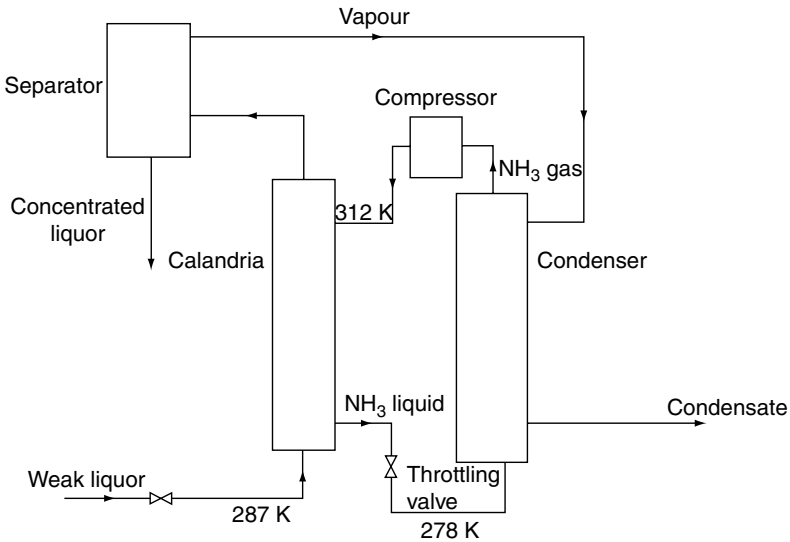 Vapour
Separator
Compressor
NH₃ gas
Concentrated
liquor
312 K
Calandria
Condenser
NH₃ liquid
Condensate
Weak liquor
Throttling
valve
287 K
278 K